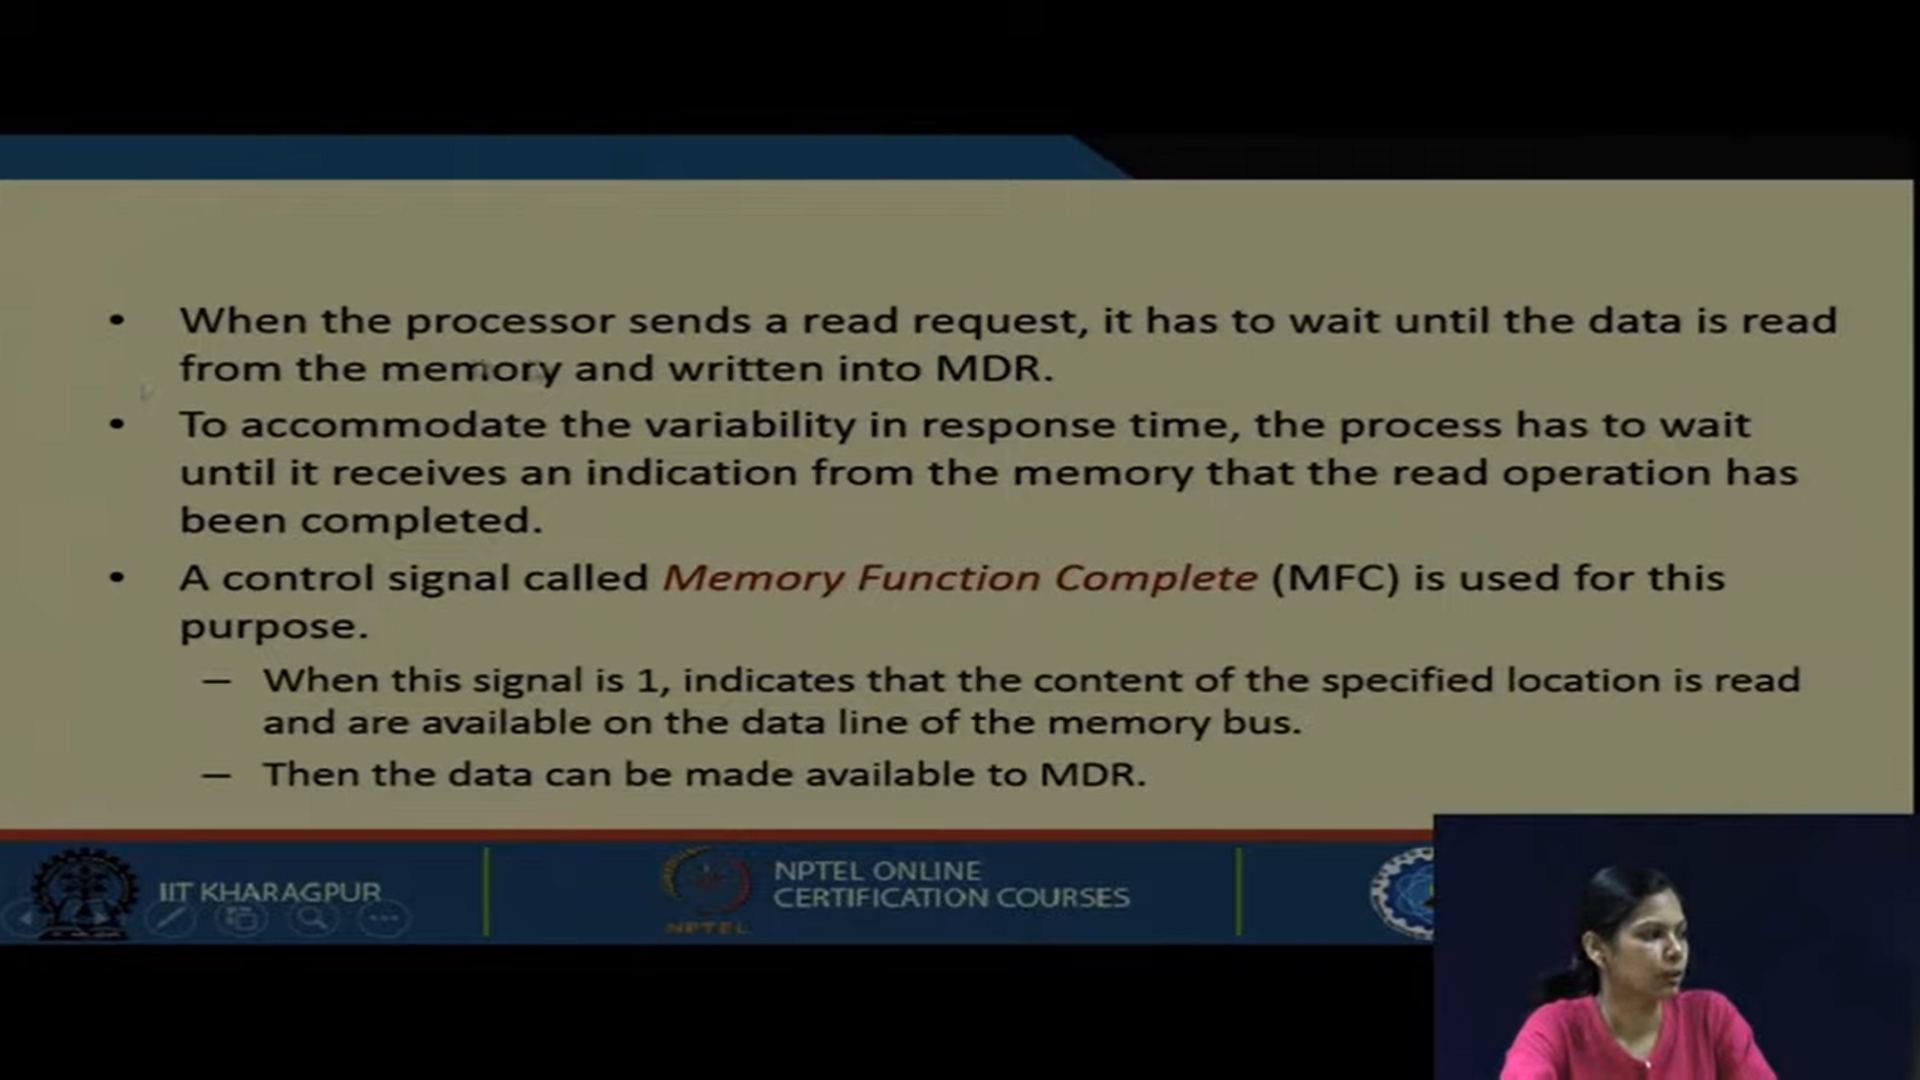 • When the processor sends a read request, it has to wait until the data is read
from the memory and written into MDR.
• To accommodate the variability in response time, the process has to wait
until it receives an indication from the memory that the read operation has
been completed.
• A control signal called Memory Function Complete (MFC) is used for this
purpose.
– When this signal is 1, indicates that the content of the specified location is read
and are available on the data line of the memory bus.
– Then the data can be made available to MDR.
IIT KHARAGPUR
NPTEL
NPTEL ONLINE
CERTIFICATION COURSES